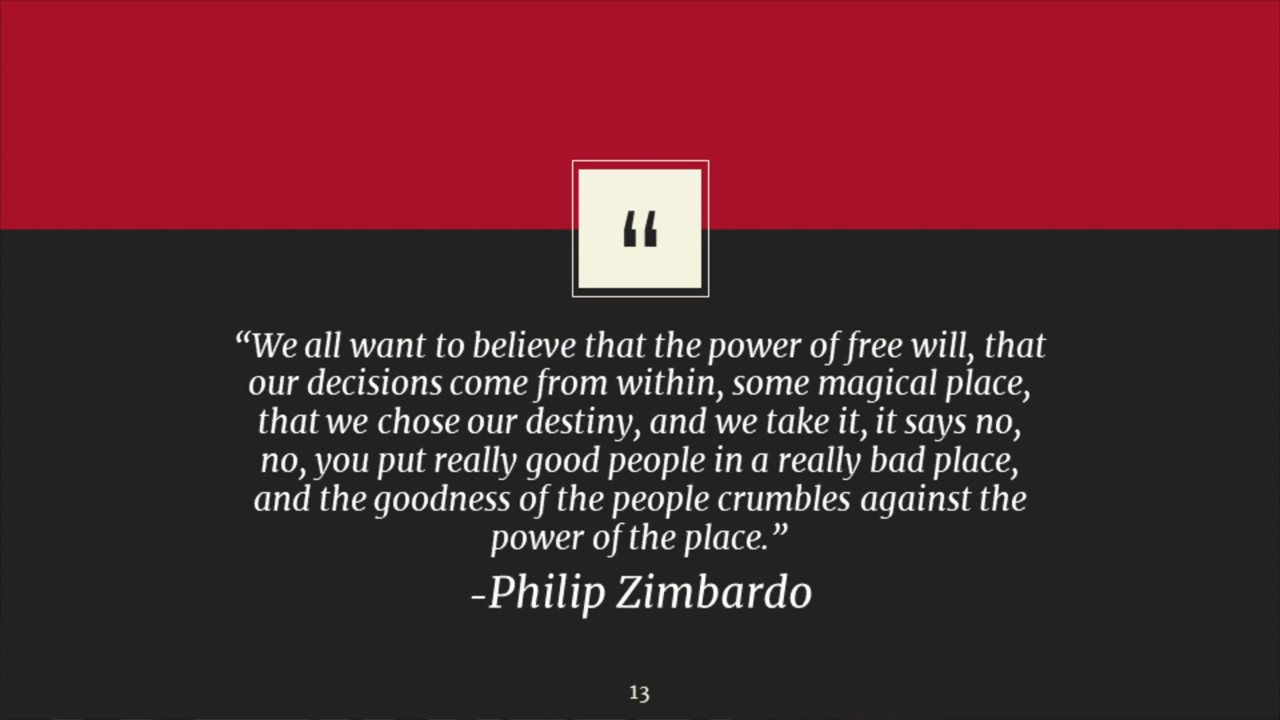 “
“We all want to believe that the power of free will, that
our decisions come from within, some magical place,
that we chose our destiny, and we take it, it says no,
no, you put really good people in a really bad place,
and the goodness of the people crumbles against the
power of the place.”
-Philip Zimbardo
13